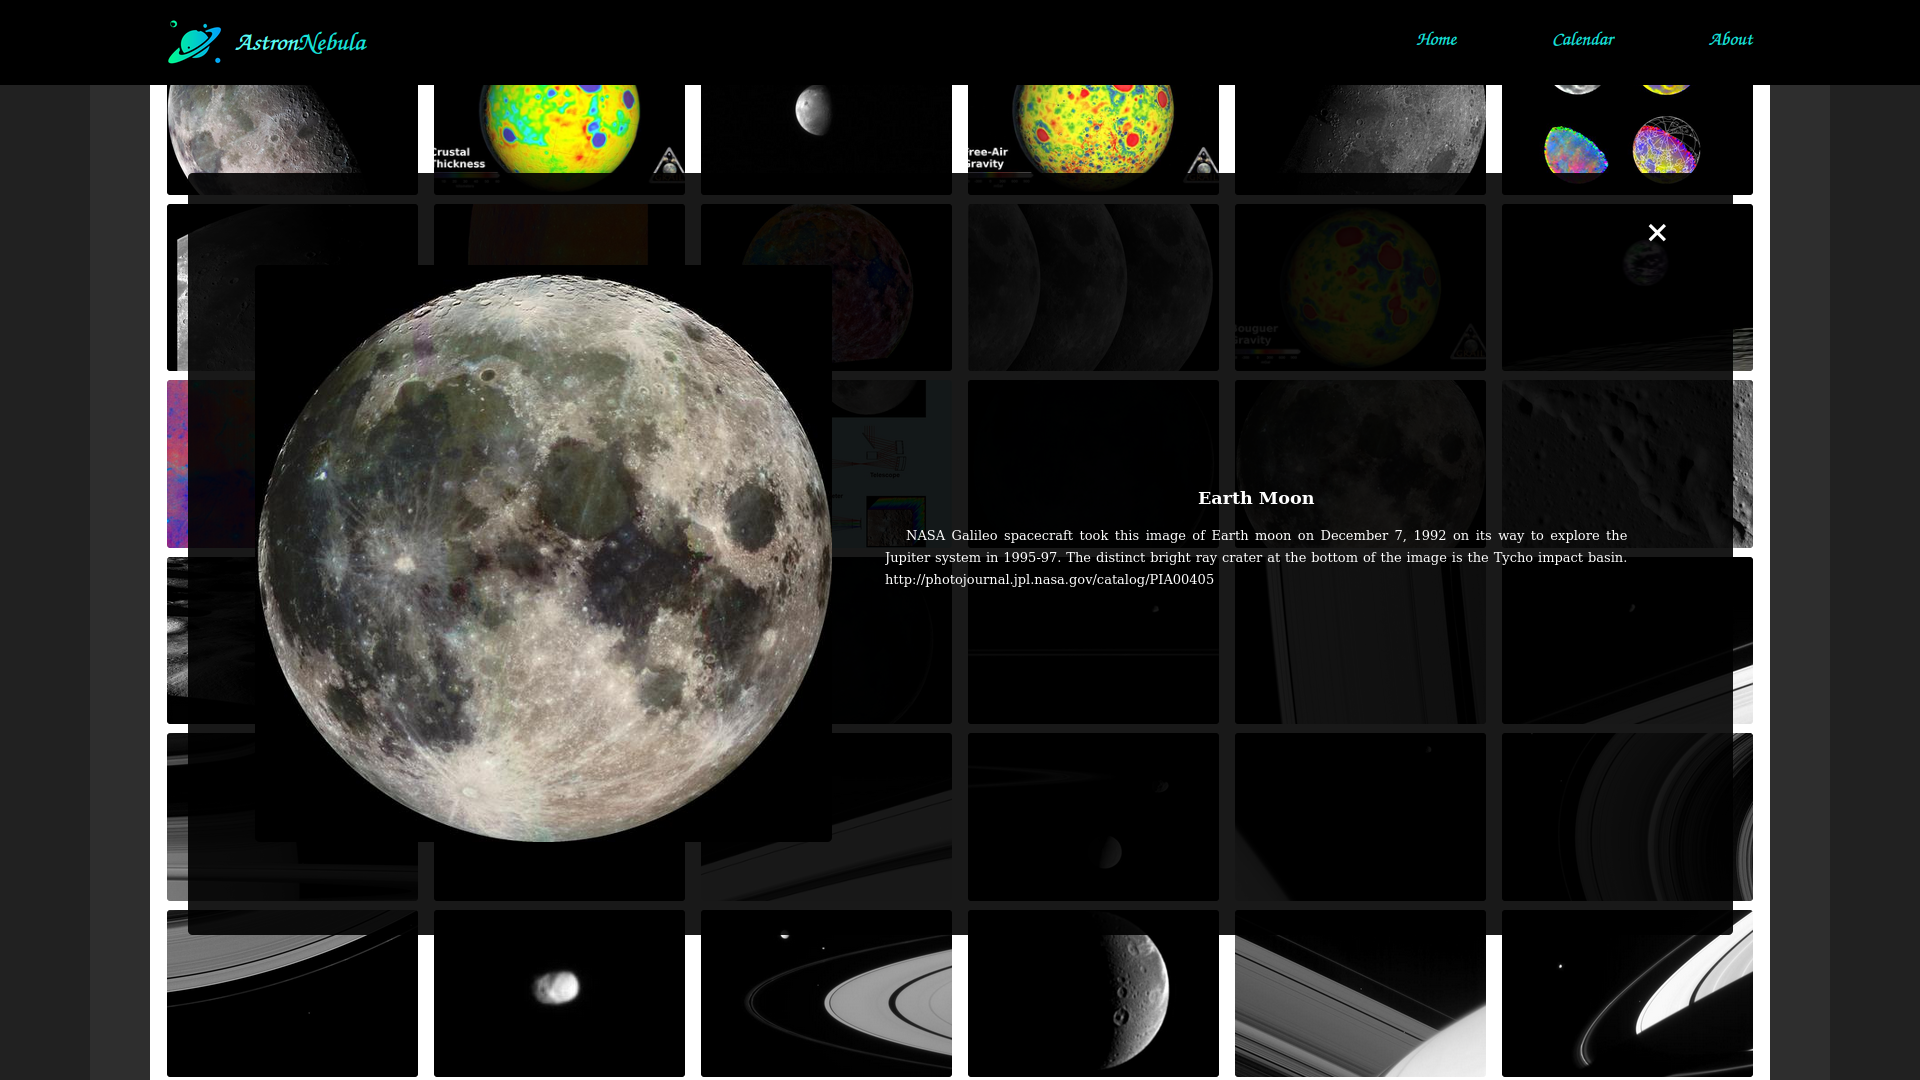 AstronNebula
Home
Calendar
About
Crustal
Thickness
Free-Air
Gravity
Bouguer
Gravity
Telescope
Earth Moon
NASA Galileo spacecraft took this image of Earth moon on December 7, 1992 on its way to explore the
Jupiter system in 1995-97. The distinct bright ray crater at the bottom of the image is the Tycho impact basin.
http://photojournal.jpl.nasa.gov/catalog/PIA00405